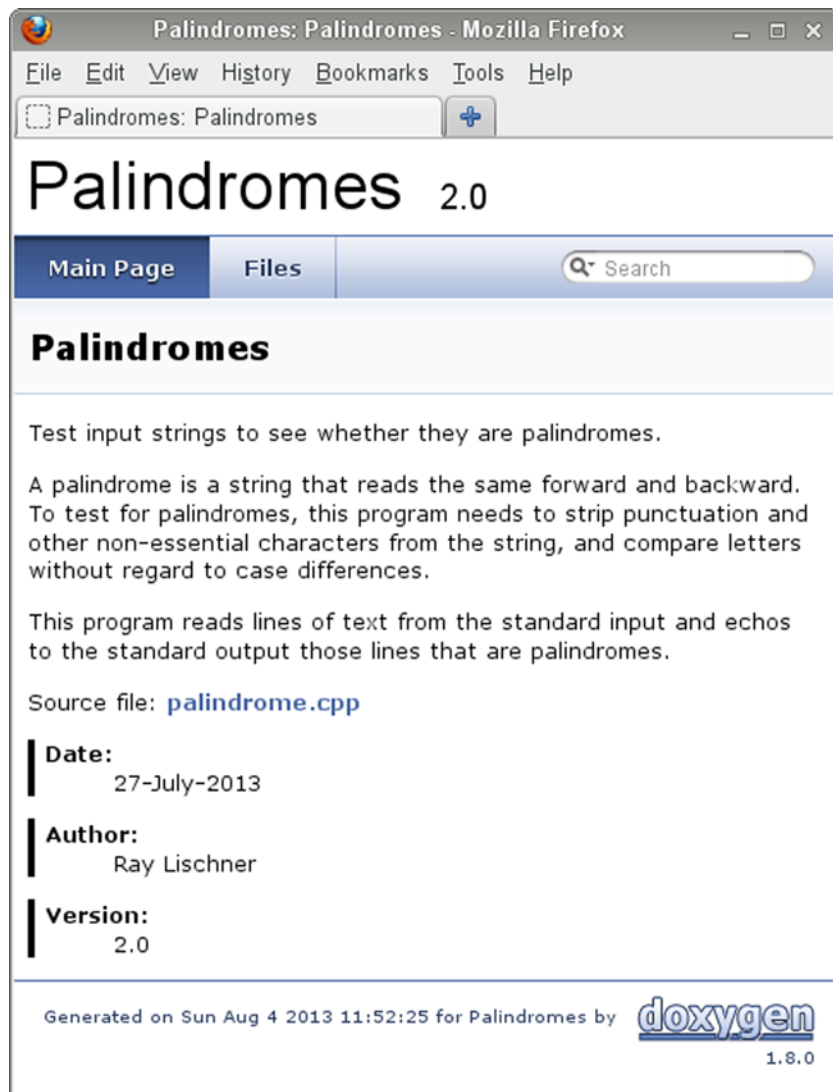 Palindromes: Palindromes - Mozilla Firefox
File Edit View History Bookmarks Tools Help
Palindromes: Palindromes
Palindromes 2.0
Main Page Files Search
Palindromes
Test input strings to see whether they are palindromes.
A palindrome is a string that reads the same forward and backward.
To test for palindromes, this program needs to strip punctuation and
other non-essential characters from the string, and compare letters
without regard to case differences.
This program reads lines of text from the standard input and echos
to the standard output those lines that are palindromes.
Source file: palindrome.cpp
Date:
27-July-2013
Author:
Ray Lischner
Version:
2.0
Generated on Sun Aug 4 2013 11:52:25 for Palindromes by doxygen
1.8.0